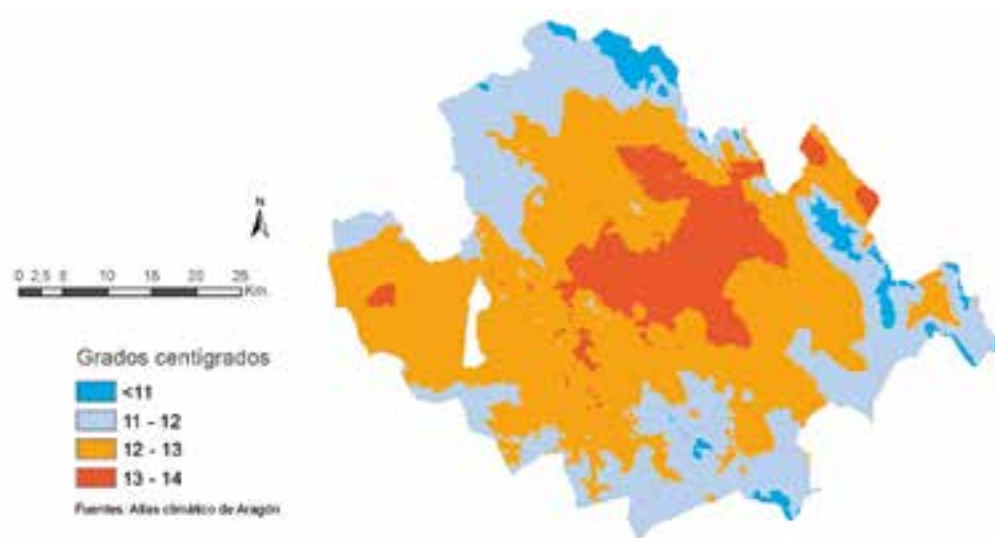 N
0 2,5 5 10 15 20 25
Km.
Grados centígrados
<11
11 - 12
12 - 13
13 - 14
Fuentes: Atlas climático de Aragón